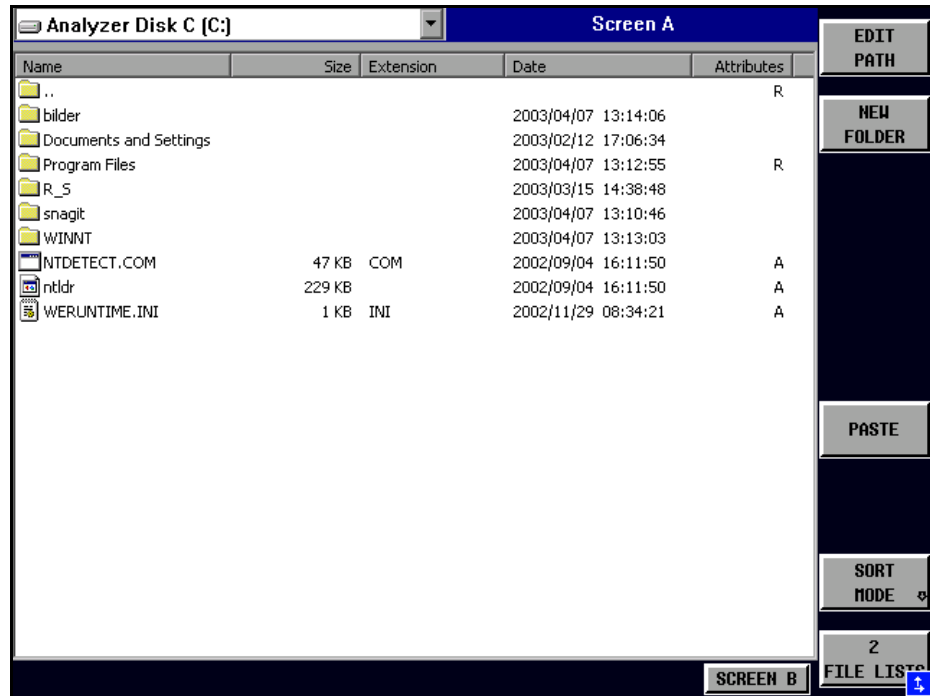 Analyzer Disk C (C:) Screen A
Name Size Extension Date Attributes
.. R
bilder 2003/04/07 13:14:06
Documents and Settings 2003/02/12 17:06:34
Program Files 2003/04/07 13:12:55 R
R_S 2003/03/15 14:38:48
snagit 2003/04/07 13:10:46
WINNT 2003/04/07 13:13:03
NTDETECT.COM 47 KB COM 2002/09/04 16:11:50 A
ntldr 229 KB 2002/09/04 16:11:50 A
WERUNTIME.INI 1 KB INI 2002/11/29 08:34:21 A
SCREEN B
EDIT
PATH
NEW
FOLDER
PASTE
SORT
MODE
2
FILE LISTS